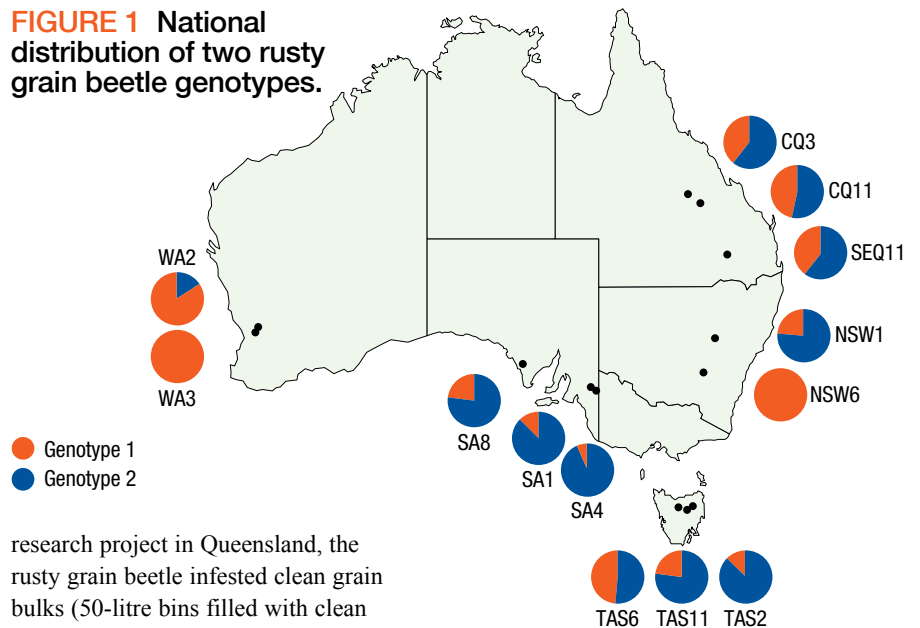 FIGURE 1 National
distribution of two rusty
grain beetle genotypes.
CQ3
CQ11
SEQ11
WA2
NSW1
WA3
NSW6
SA8
Genotype 1
SA1
Genotype 2
SA4
research project in Queensland, the
rusty grain beetle infested clean grain
bulks (50-litre bins filled with clean
TAS6 TAS11 TAS2